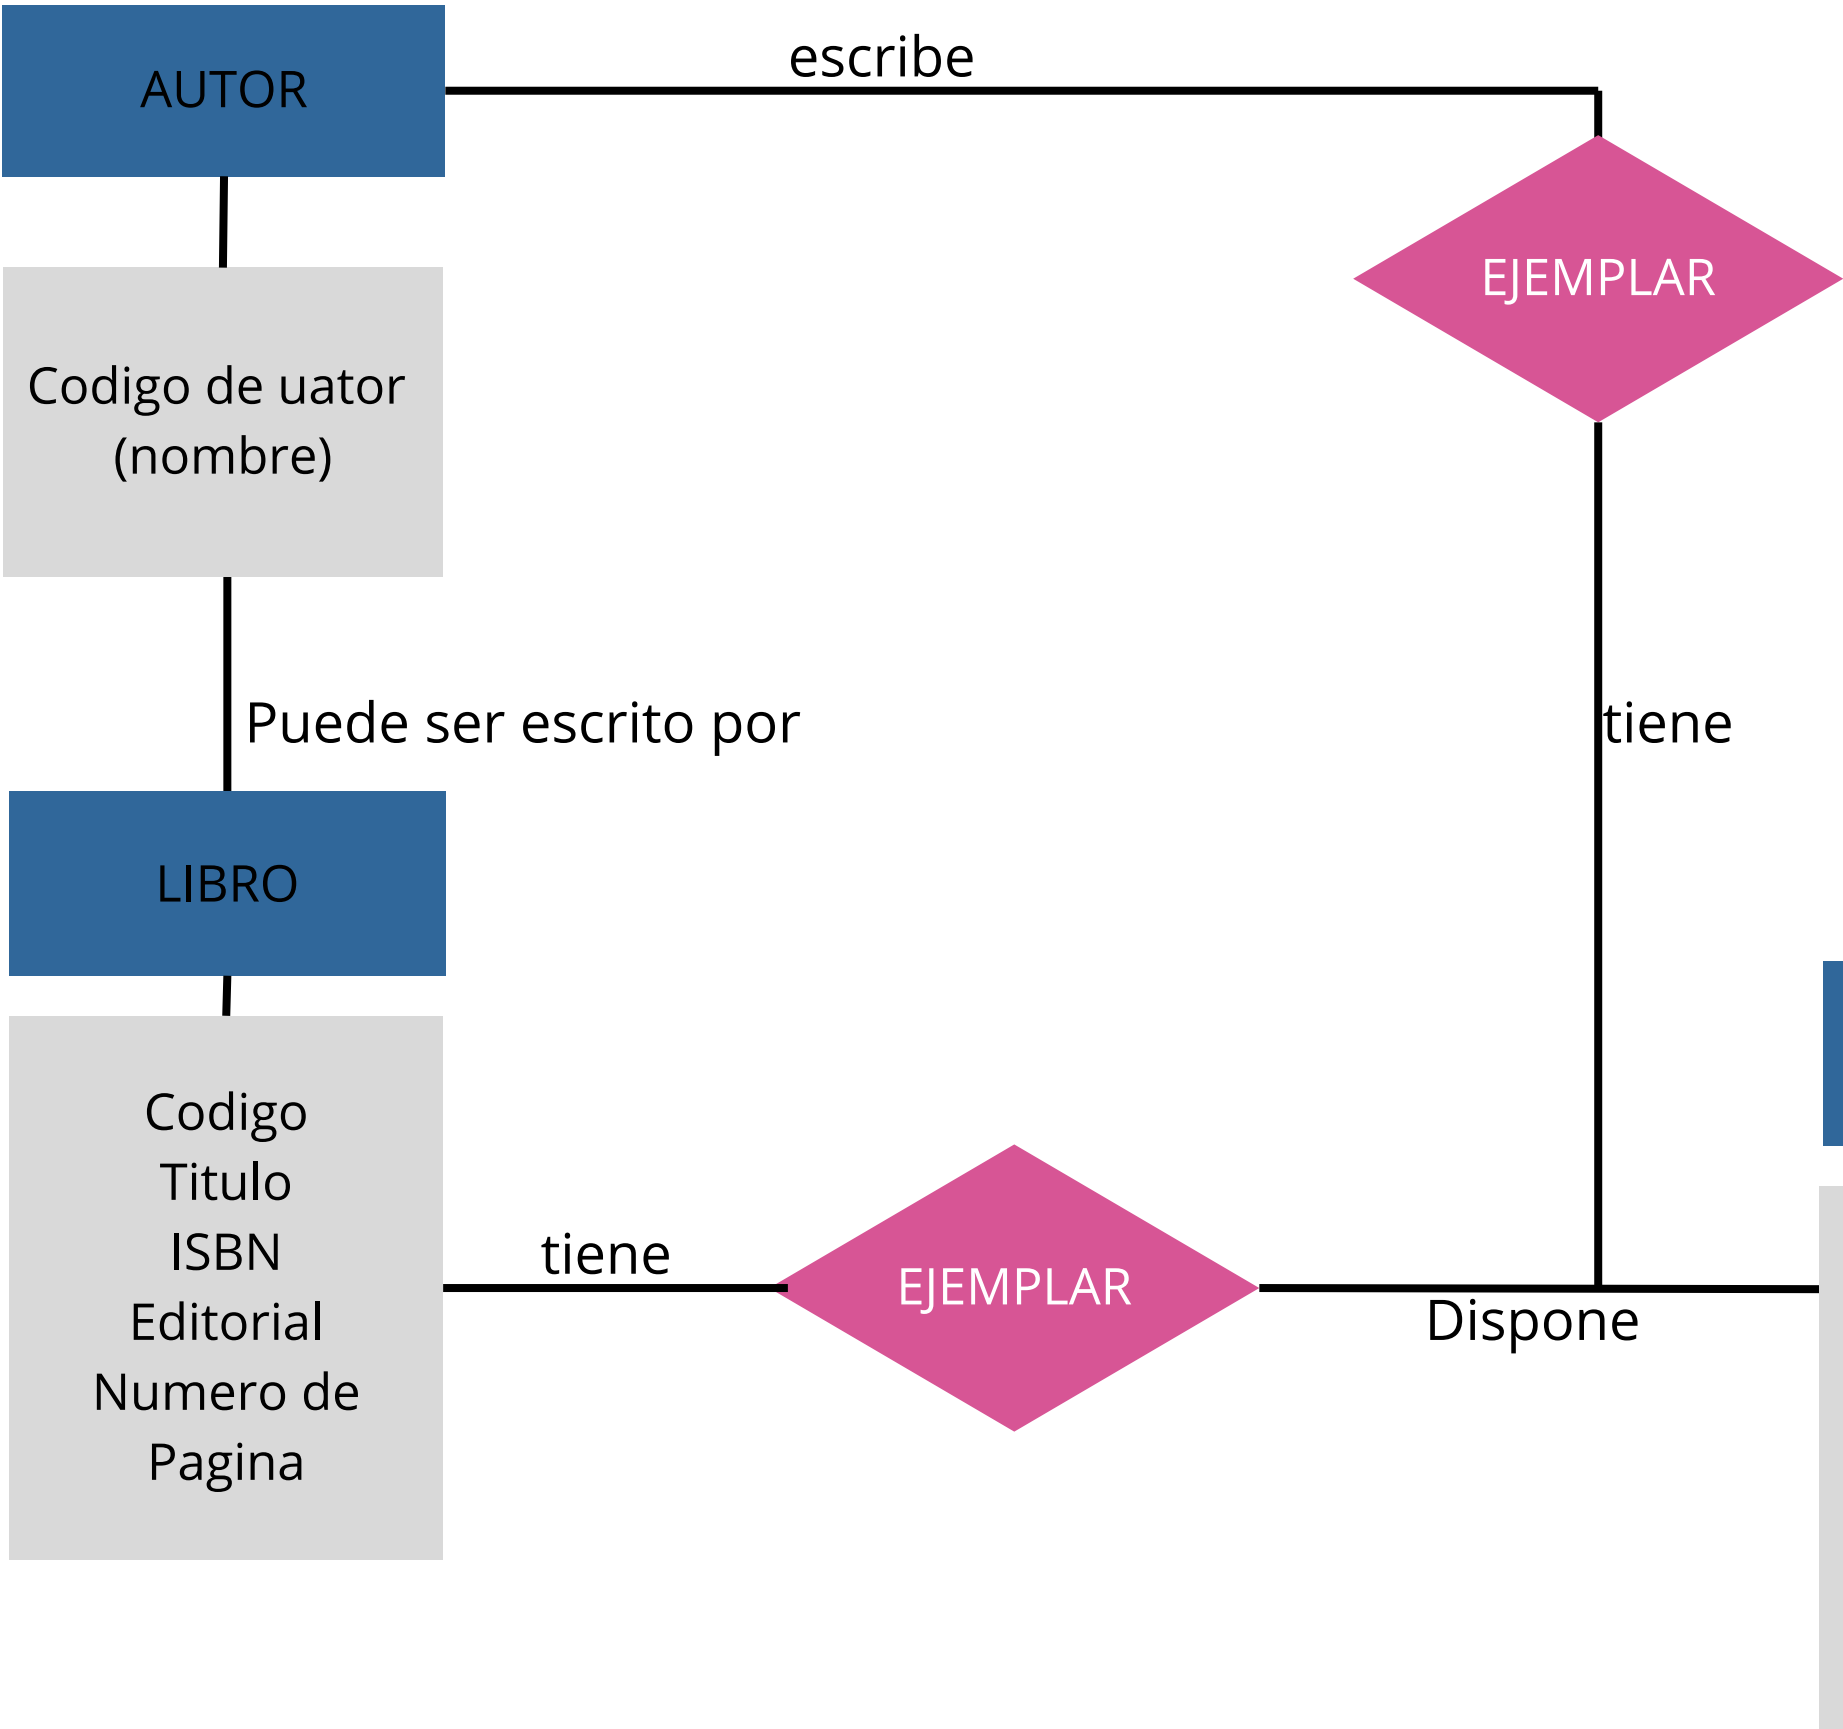 AUTOR
escribe
EJEMPLAR
Codigo de uator
(nombre)
Puede ser escrito por
tiene
LIBRO
Codigo
Titulo
ISBN
Editorial
Numero de
Pagina
tiene
EJEMPLAR
Dispone